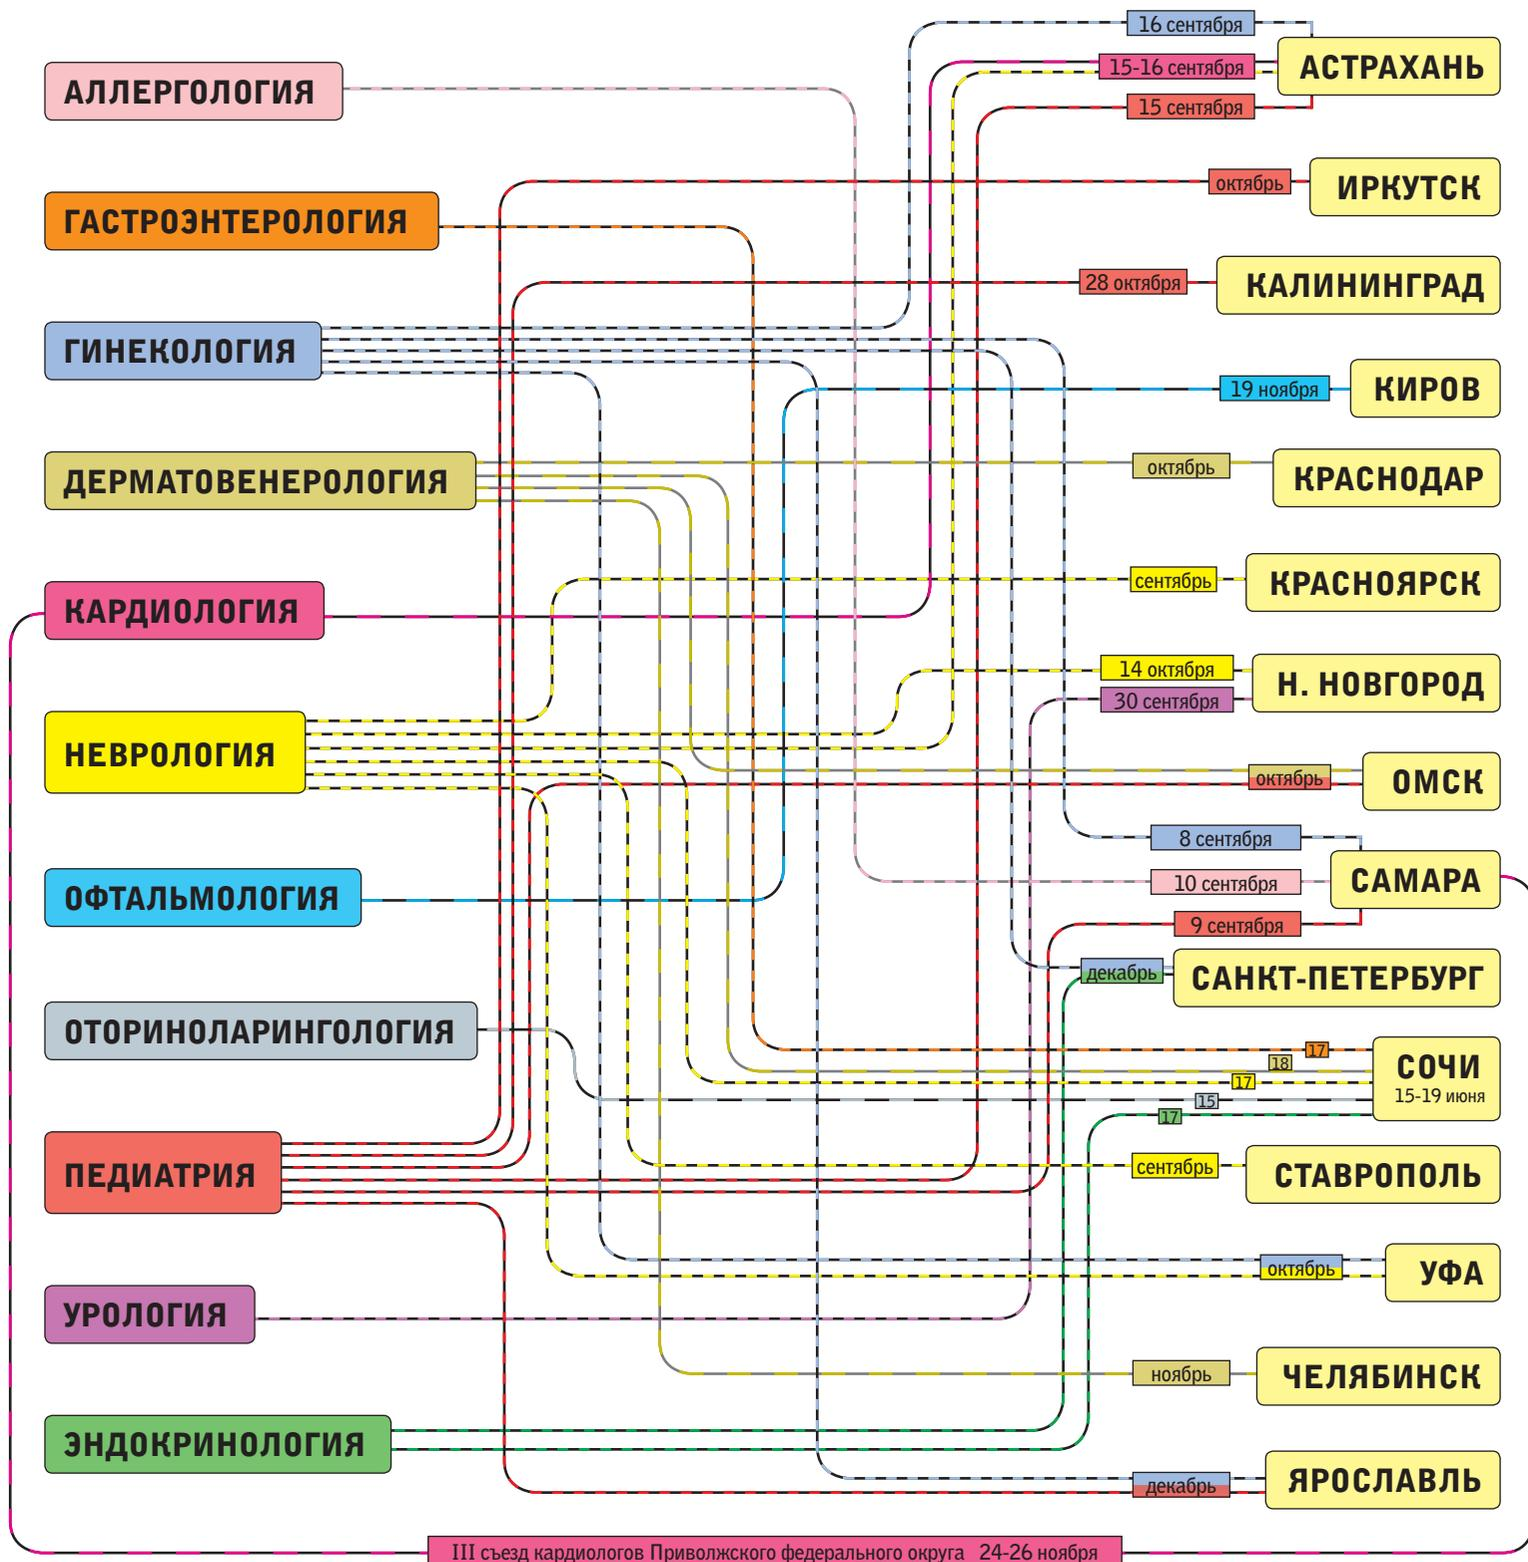 16 сентября
АСТРАХАНЬ
15-16 сентября
АЛЛЕРГОЛОГИЯ
15 сентября
октябрь
ИРКУТСК
ГАСТРОЭНТЕРОЛОГИЯ
28 октября
КАЛИНИНГРАД
ГИНЕКОЛОГИЯ
19 ноября
КИРОВ
ДЕРМАТОВЕНЕРОЛОГИЯ
октябрь
КРАСНОДАР
сентябрь
КРАСНОЯРСК
КАРДИОЛОГИЯ
14 октября
Н. НОВГОРОД
30 сентября
НЕВРОЛОГИЯ
октябрь
ОМСК
8 сентября
10 сентября
САМАРА
ОФТАЛЬМОЛОГИЯ
9 сентября
декабрь
САНКТ-ПЕТЕРБУРГ
ОТОРИНОЛАРИНГОЛОГИЯ
17
18
СОЧИ
17
15-19 июня
15
17
ПЕДИАТРИЯ
сентябрь
СТАВРОПОЛЬ
октябрь
УФА
УРОЛОГИЯ
ноябрь
ЧЕЛЯБИНСК
ЭНДОКРИНОЛОГИЯ
декабрь
ЯРОСЛАВЛЬ
III съезд кардиологов Приволжского федерального округа 24-26 ноября